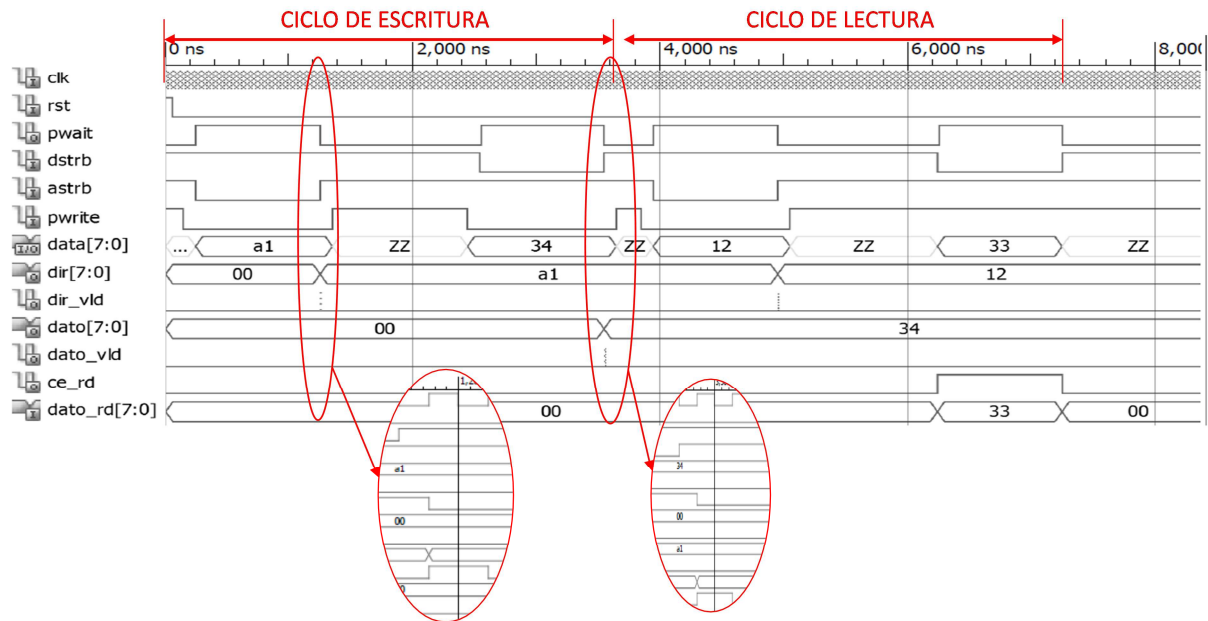 CICLO DE ESCRITURA CICLO DE LECTURA
0 ns 2,000 ns 4,000 ns 6,000 ns
clk
rst
pwait
dstrb
astrb
pwrite
data[7:0] ... a1 ZZ 34 ZZ 12 ZZ 33 ZZ
dir[7:0] 00 a1 12
dir_vld
dato[7:0] 00 34
dato_vld
ce_rd
dato_rd[7:0] 00 33 00
a1
00
34
00
a1